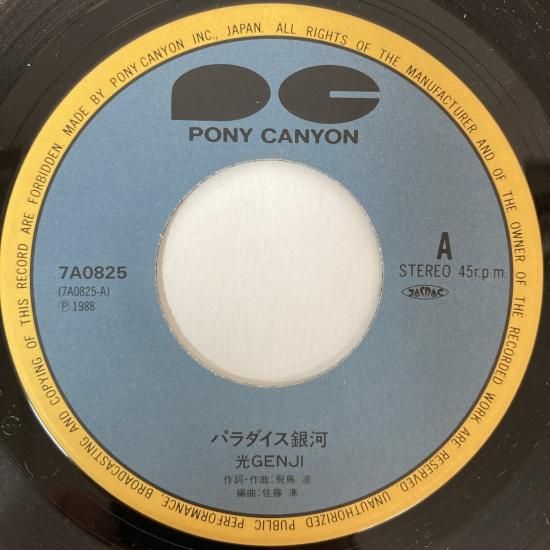 MADE BY PONY CANYON INC., JAPAN. ALL RIGHTS OF THE MANUFACTURER AND OF THE OWNER OF THE RECORDED WORK ARE RESERVED. UNAUTHORIZED PUBLIC PERFORMANCE, BROADCASTING AND COPYING OF THIS RECORD ARE FORBIDDEN.
PC
PONY CANYON
7A0825
(7A0825-A)
Ⓟ 1988
A
STEREO 45r.p.m.
JASRAC
パラダイス銀河
光GENJI
作詞・作曲:飛鳥 涼
編曲:佐藤 準